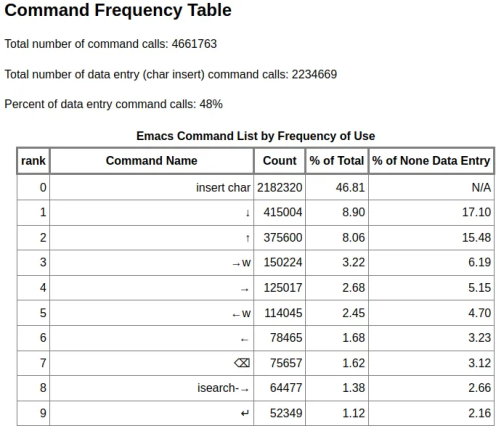 Command Frequency Table
Total number of command calls: 4661763
Total number of data entry (char insert) command calls: 2234669
Percent of data entry command calls: 48%
Emacs Command List by Frequency of Use
rank Command Name Count % of Total % of None Data Entry
0 insert char 2182320 46.81 N/A
1 ↓ 415004 8.90 17.10
2 ↑ 375600 8.06 15.48
3 →w 150224 3.22 6.19
4 → 125017 2.68 5.15
5 ←w 114045 2.45 4.70
6 ← 78465 1.68 3.23
7 ⌫ 75657 1.62 3.12
8 isearch-→ 64477 1.38 2.66
9 ↵ 52349 1.12 2.16